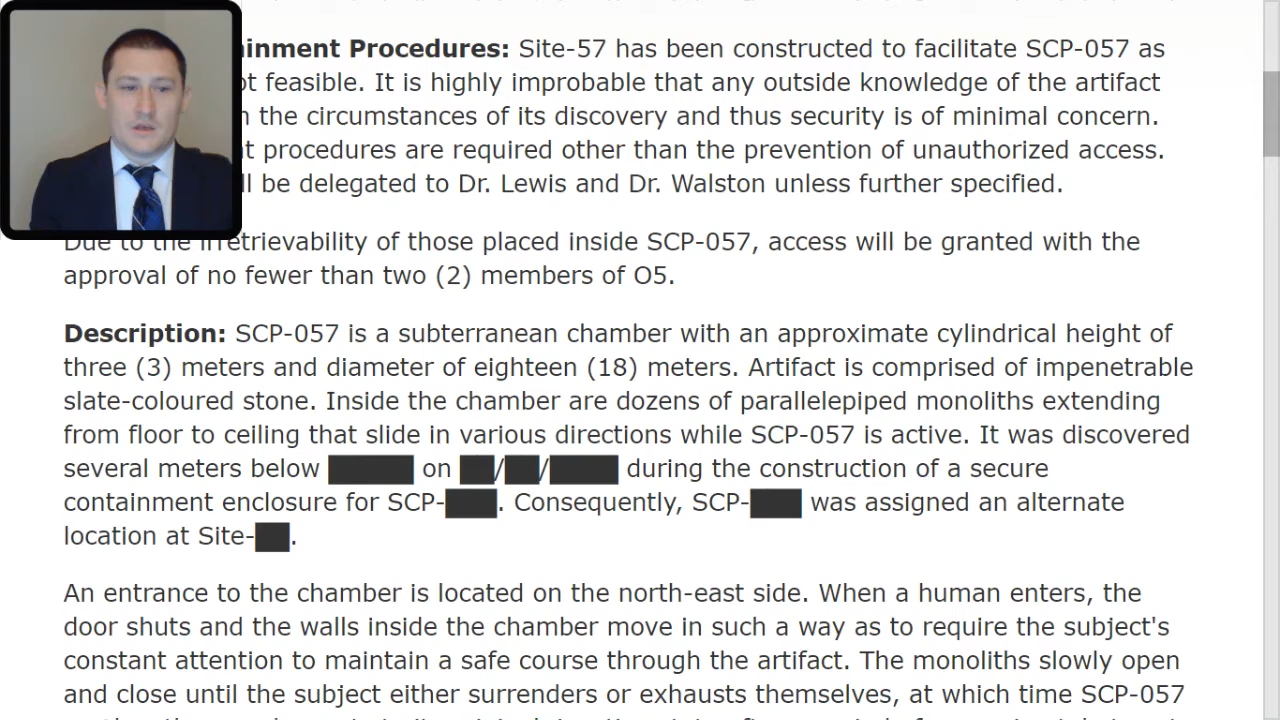 ainment Procedures: Site-57 has been constructed to facilitate SCP-057 as
ot feasible. It is highly improbable that any outside knowledge of the artifact
the circumstances of its discovery and thus security is of minimal concern.
procedures are required other than the prevention of unauthorized access.
ll be delegated to Dr. Lewis and Dr. Walston unless further specified.
Due to the irretrievability of those placed inside SCP-057, access will be granted with the
approval of no fewer than two (2) members of O5.
Description: SCP-057 is a subterranean chamber with an approximate cylindrical height of
three (3) meters and diameter of eighteen (18) meters. Artifact is comprised of impenetrable
slate-coloured stone. Inside the chamber are dozens of parallelepiped monoliths extending
from floor to ceiling that slide in various directions while SCP-057 is active. It was discovered
several meters below █████ on ██/██/████ during the construction of a secure
containment enclosure for SCP-███. Consequently, SCP-███ was assigned an alternate
location at Site-██.
An entrance to the chamber is located on the north-east side. When a human enters, the
door shuts and the walls inside the chamber move in such a way as to require the subject's
constant attention to maintain a safe course through the artifact. The monoliths slowly open
and close until the subject either surrenders or exhausts themselves, at which time SCP-057